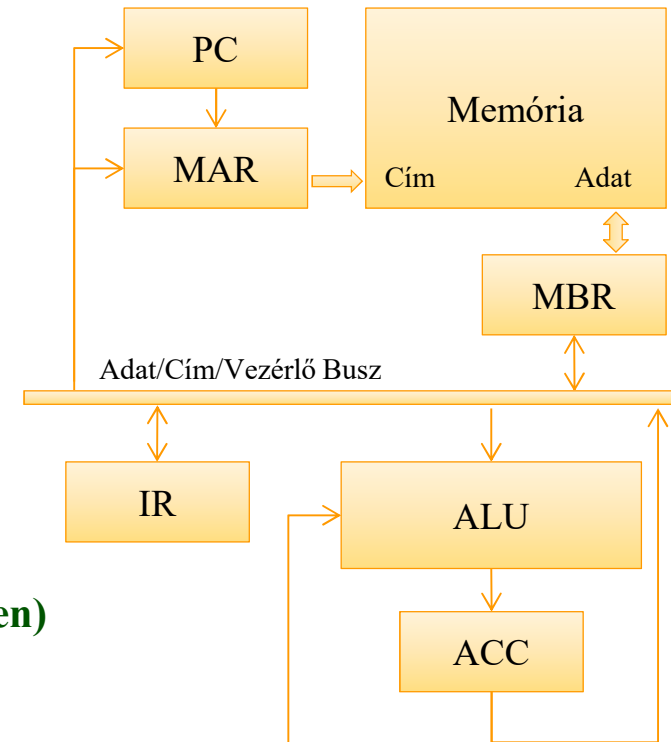 PC
Memória
MAR
Cím Adat
MBR
Adat/Cím/Vezérlő Busz
IR
ALU
en)
ACC